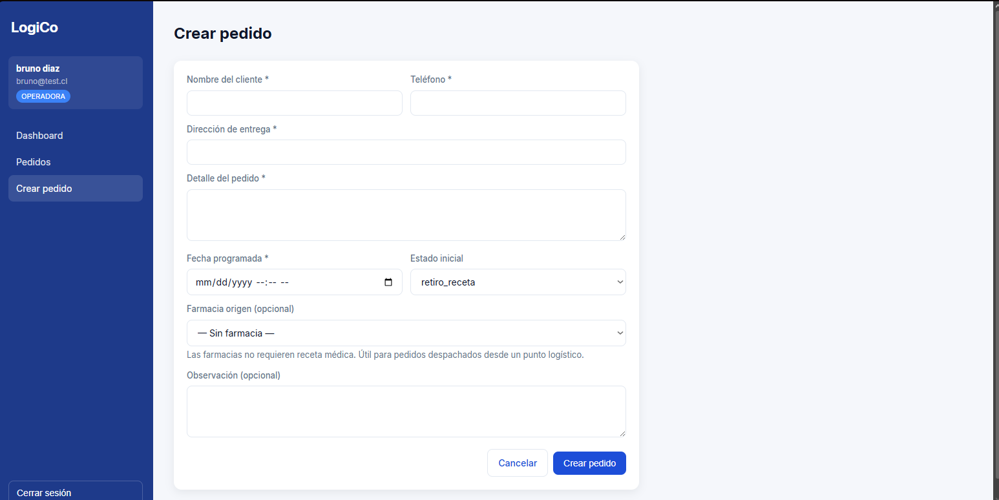 LogiCo
bruno diaz
bruno@test.cl
OPERADORA
Dashboard
Pedidos
Crear pedido
Cerrar sesión
Crear pedido
Nombre del cliente *
Teléfono *
Dirección de entrega *
Detalle del pedido *
Fecha programada *
Estado inicial
mm/dd/yyyy --:-- --
retiro_receta
Farmacia origen (opcional)
— Sin farmacia —
Las farmacias no requieren receta médica. Útil para pedidos despachados desde un punto logístico.
Observación (opcional)
Cancelar
Crear pedido